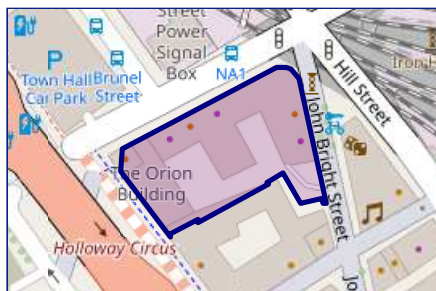 Street
Power
Signal
Box
NA1
P
Town Hall
Car Park
Brunel
Street
Hill Street
Iron H
John Bright Street
The Orion
Building
Holloway Circus
Jo